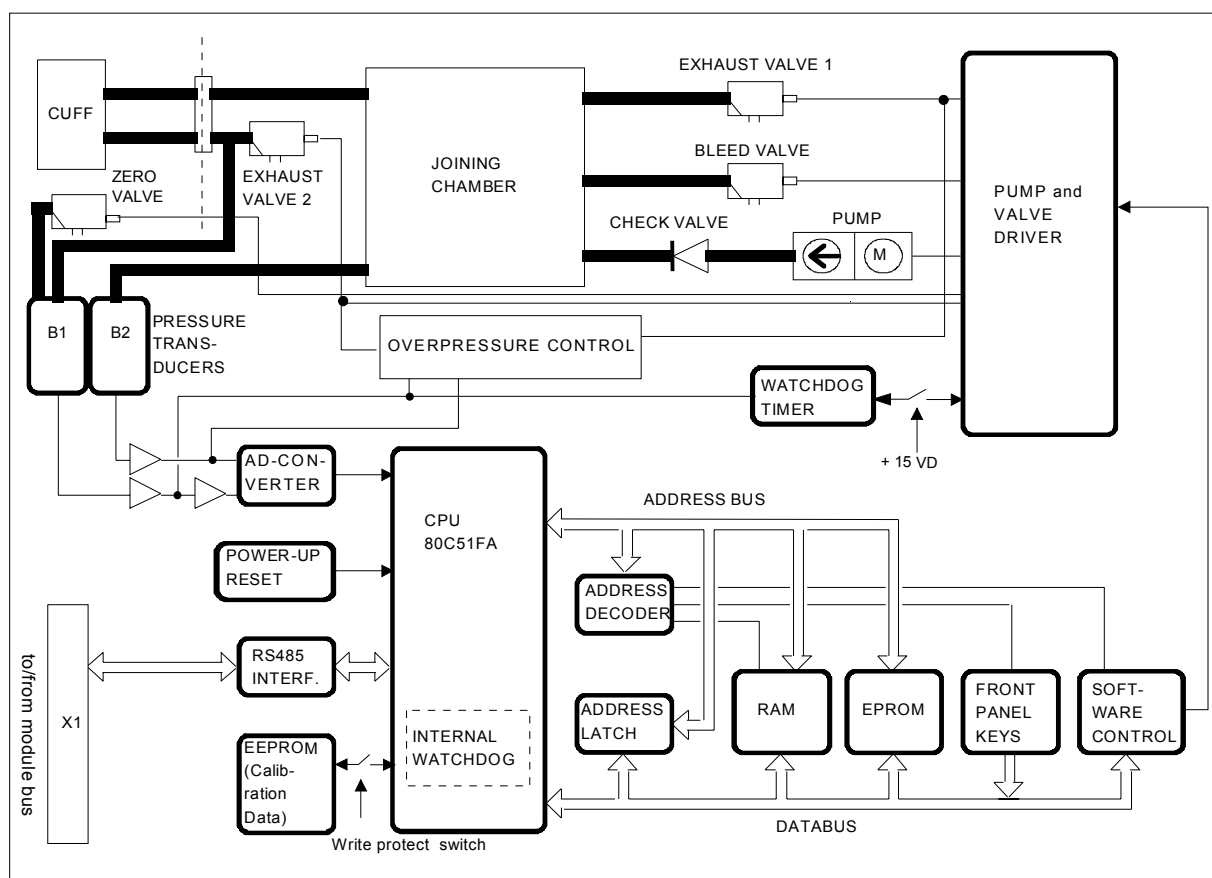 CUFF
ZERO
VALVE
EXHAUST
VALVE 2
JOINING
CHAMBER
EXHAUST VALVE 1
BLEED VALVE
CHECK VALVE
PUMP
M
PUMP and
VALVE
DRIVER
B1
B2
PRESSURE
TRANS-
DUCERS
OVERPRESSURE CONTROL
WATCHDOG
TIMER
+ 15 VD
AD-CON-
VERTER
CPU
80C51FA
ADDRESS BUS
POWER-UP
RESET
ADDRESS
DECODER
to/from module bus
X1
RS485
INTERF.
ADDRESS
LATCH
RAM
EPROM
FRONT
PANEL
KEYS
SOFT-
WARE
CONTROL
EEPROM
(Calib-
ration
Data)
INTERNAL
WATCHDOG
Write protect switch
DATABUS